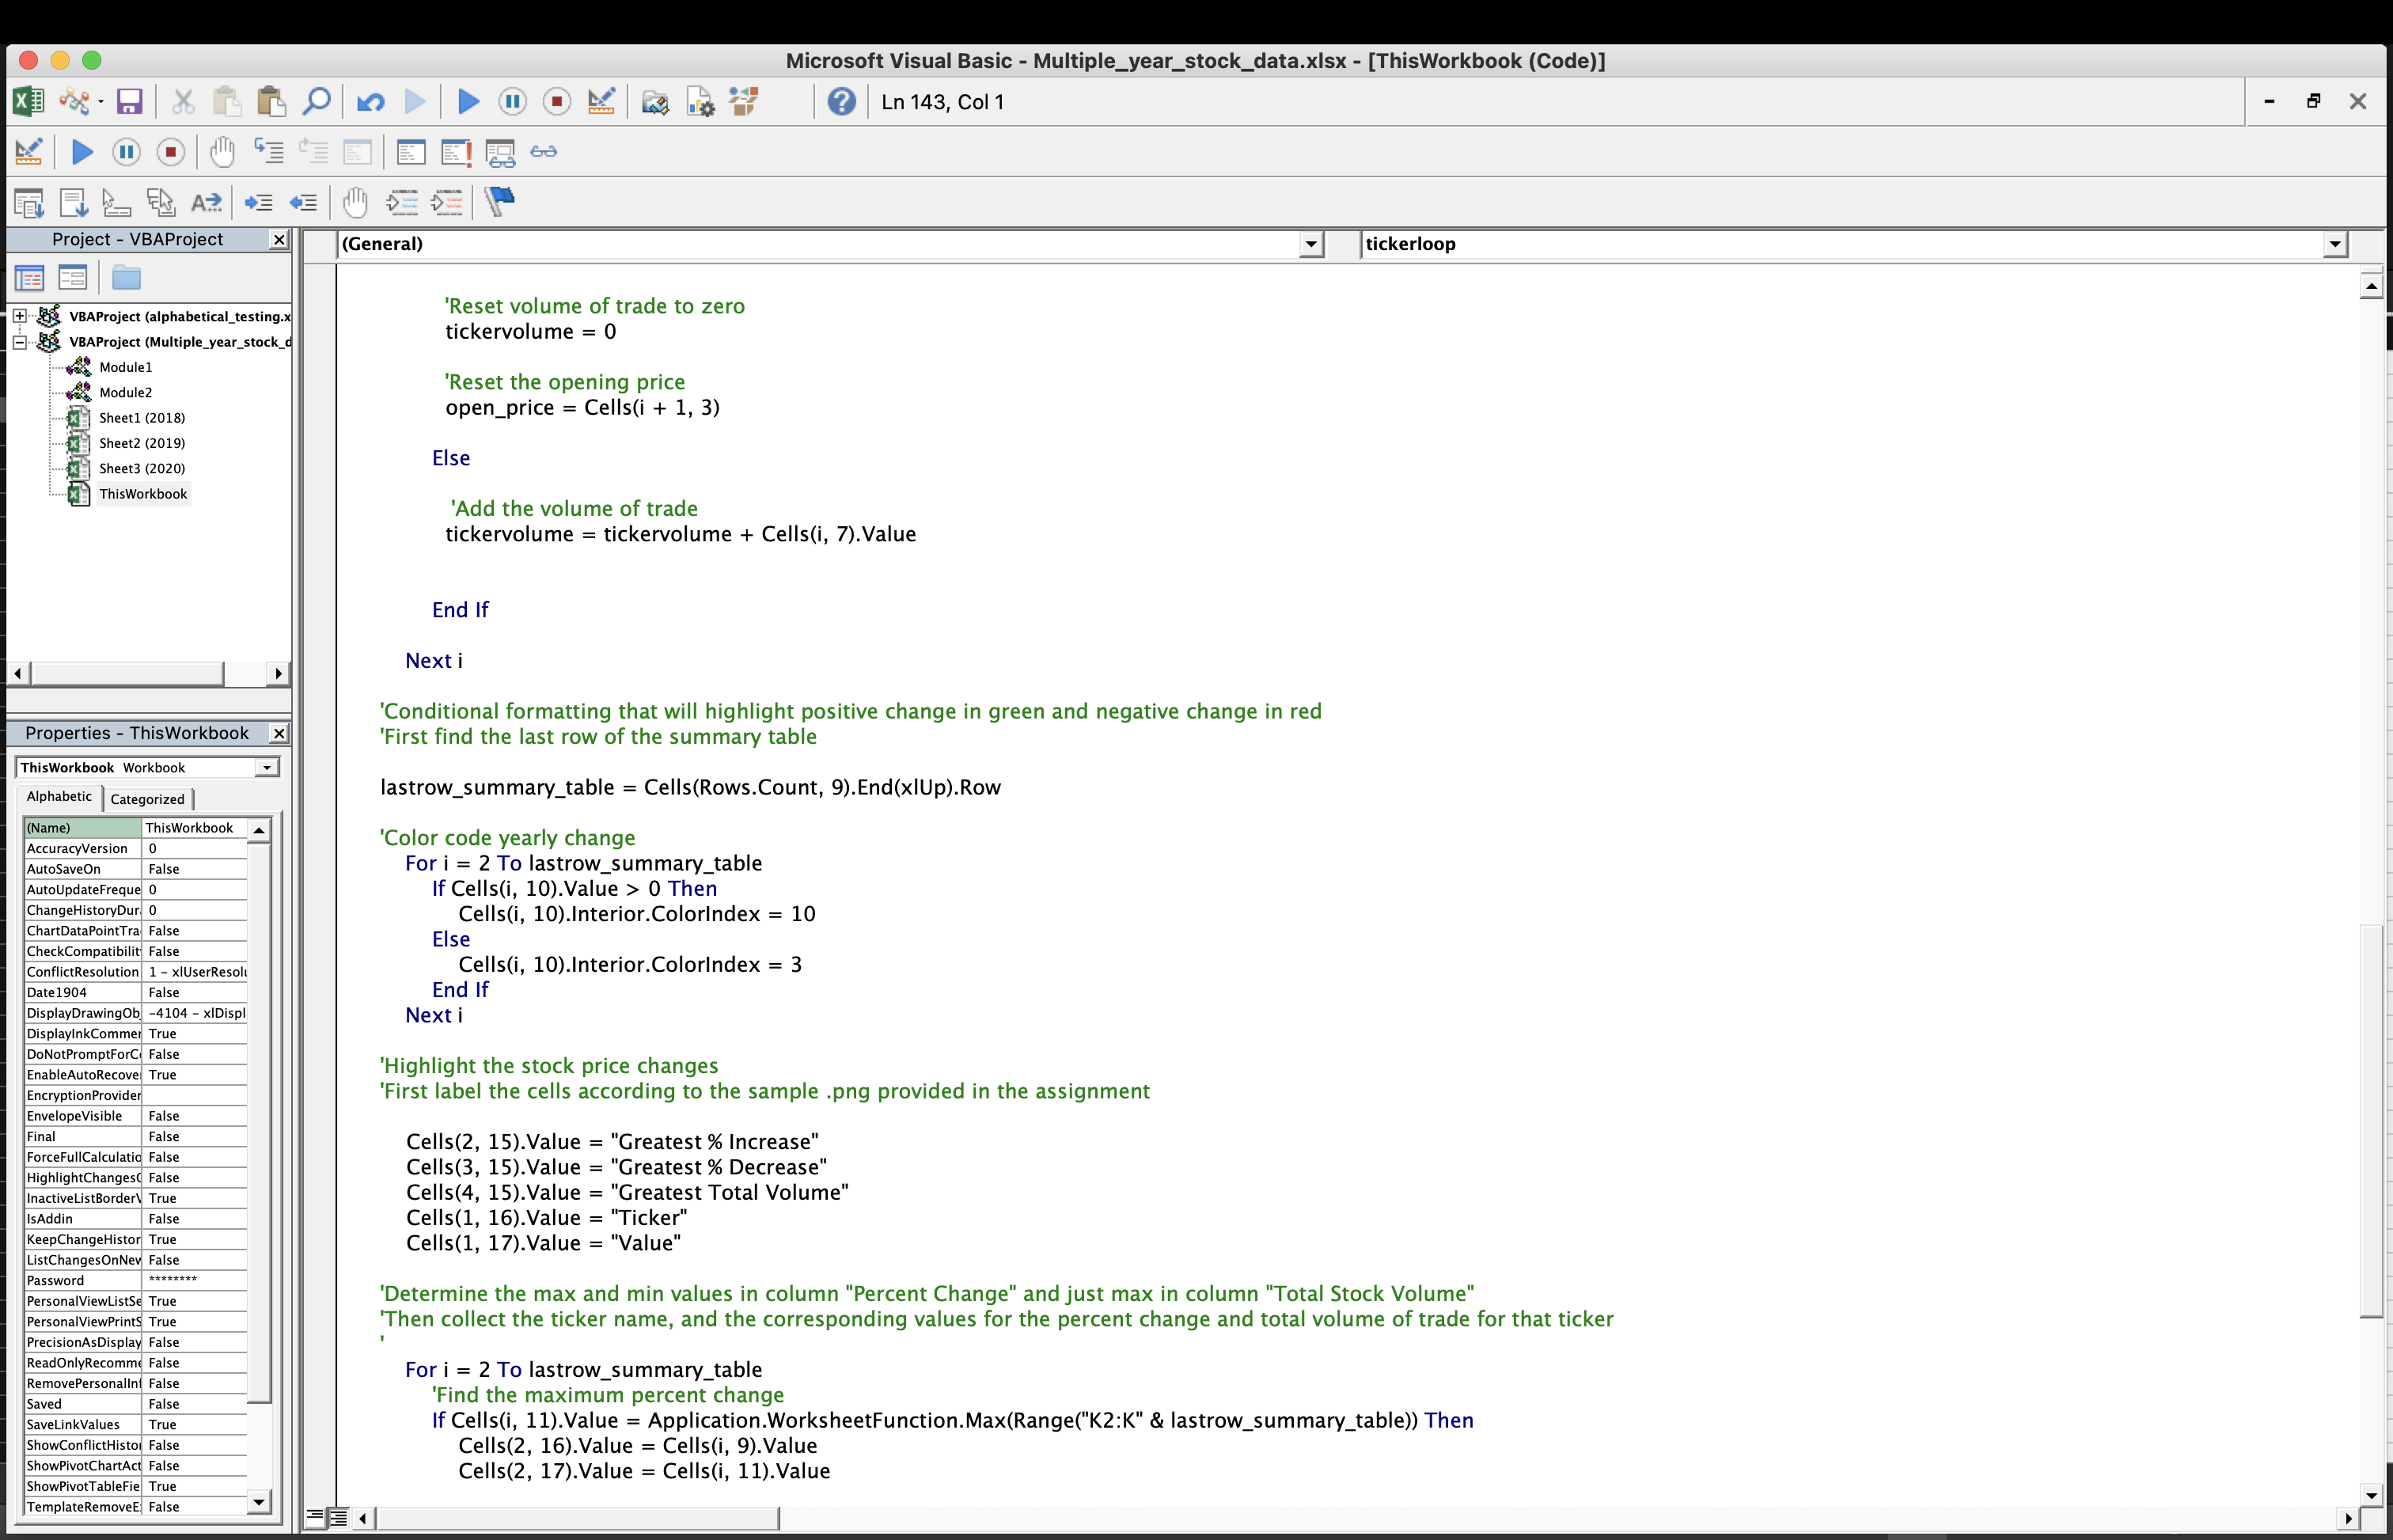 Microsoft Visual Basic - Multiple_year_stock_data.xlsx - [ThisWorkbook (Code)]
Ln 143, Col 1
Project - VBAProject
VBAProject (alphabetical_testing.x
VBAProject (Multiple_year_stock_d
Module1
Module2
Sheet1 (2018)
Sheet2 (2019)
Sheet3 (2020)
ThisWorkbook
Properties - ThisWorkbook
ThisWorkbook Workbook
Alphabetic
Categorized
(Name) ThisWorkbook
AccuracyVersion 0
AutoSaveOn False
AutoUpdateFreque 0
ChangeHistoryDur 0
ChartDataPointTra False
CheckCompatibilit False
ConflictResolution 1 - xlUserResolu
Date1904 False
DisplayDrawingOb -4104 - xlDispl
DisplayInkCommer True
DoNotPromptForC False
EnableAutoRecove True
EncryptionProvider
EnvelopeVisible False
Final False
ForceFullCalculatio False
HighlightChangesO False
InactiveListBorderV True
IsAddin False
KeepChangeHistor True
ListChangesOnNew False
Password ********
PersonalViewListSe True
PersonalViewPrintS True
PrecisionAsDisplay False
ReadOnlyRecomme False
RemovePersonalInf False
Saved False
SaveLinkValues True
ShowConflictHistor False
ShowPivotChartAct False
ShowPivotTableFie True
TemplateRemoveE False
(General)
tickerloop
'Reset volume of trade to zero
tickervolume = 0
'Reset the opening price
open_price = Cells(i + 1, 3)
Else
'Add the volume of trade
tickervolume = tickervolume + Cells(i, 7).Value
End If
Next i
'Conditional formatting that will highlight positive change in green and negative change in red
'First find the last row of the summary table
lastrow_summary_table = Cells(Rows.Count, 9).End(xlUp).Row
'Color code yearly change
For i = 2 To lastrow_summary_table
If Cells(i, 10).Value > 0 Then
Cells(i, 10).Interior.ColorIndex = 10
Else
Cells(i, 10).Interior.ColorIndex = 3
End If
Next i
'Highlight the stock price changes
'First label the cells according to the sample .png provided in the assignment
Cells(2, 15).Value = "Greatest % Increase"
Cells(3, 15).Value = "Greatest % Decrease"
Cells(4, 15).Value = "Greatest Total Volume"
Cells(1, 16).Value = "Ticker"
Cells(1, 17).Value = "Value"
'Determine the max and min values in column "Percent Change" and just max in column "Total Stock Volume"
'Then collect the ticker name, and the corresponding values for the percent change and total volume of trade for that ticker
'
For i = 2 To lastrow_summary_table
'Find the maximum percent change
If Cells(i, 11).Value = Application.WorksheetFunction.Max(Range("K2:K" & lastrow_summary_table)) Then
Cells(2, 16).Value = Cells(i, 9).Value
Cells(2, 17).Value = Cells(i, 11).Value